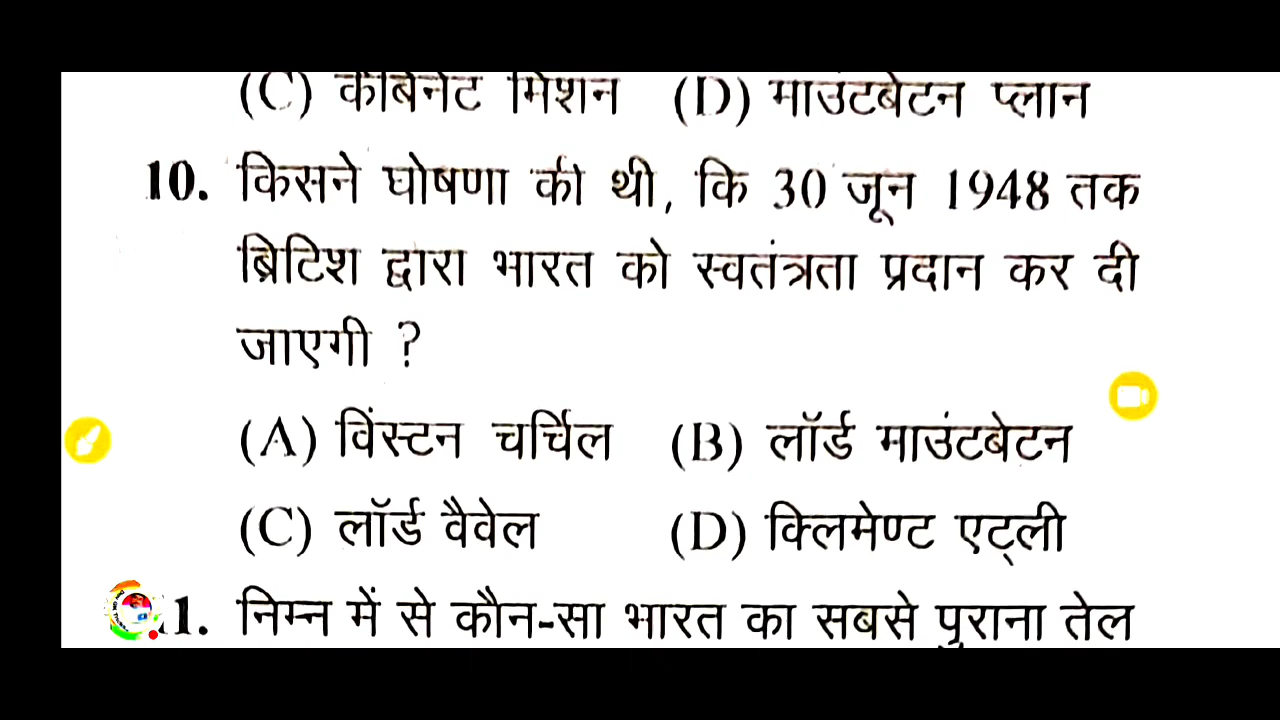 (C) कैबिनेट मिशन (D) माउंटबेटन प्लान
10. किसने घोषणा की थी, कि 30 जून 1948 तक
ब्रिटिश द्वारा भारत को स्वतंत्रता प्रदान कर दी
जाएगी ?
(A) विंस्टन चर्चिल (B) लॉर्ड माउंटबेटन
(C) लॉर्ड वैवेल (D) क्लिमेण्ट एट्ली
1. निम्न में से कौन-सा भारत का सबसे पुराना तेल